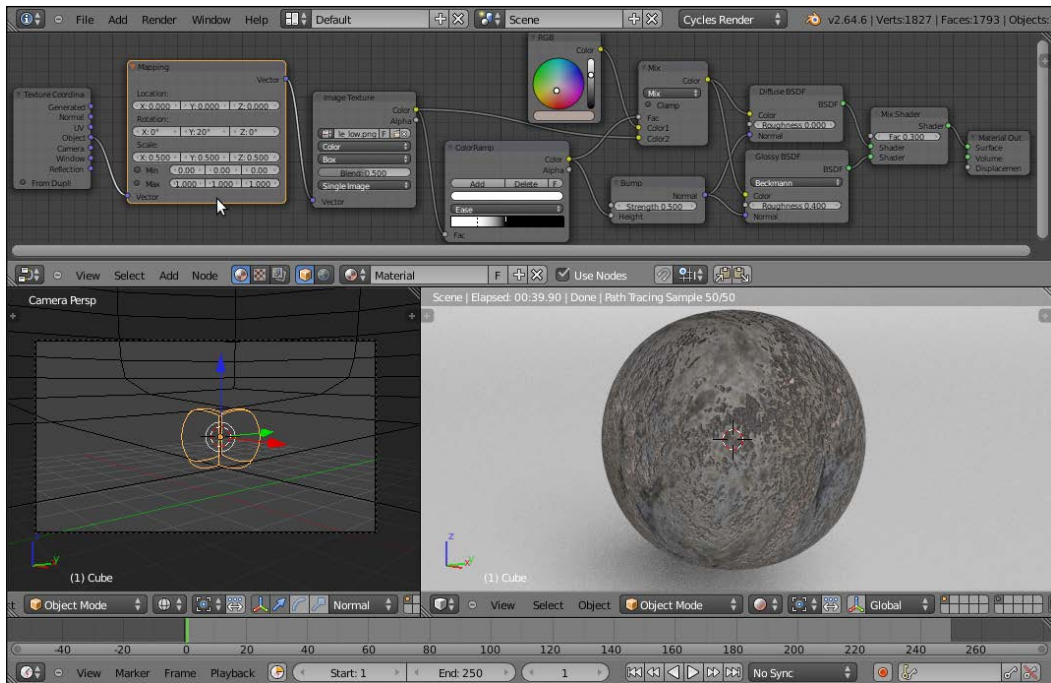 File Add Render Window Help Default Scene Cycles Render v2.64.6 | Verts:1827 | Faces:1793 | Objects:
Texture Coordina
Generated
Normal
UV
Object
Camera
Window
Reflection
From Dupli
Mapping
Vector
Location:
X: 0.000 Y: 0.000 Z: 0.000
Rotation:
X: 0° Y: 20° Z: 0°
Scale:
X: 0.500 Y: 0.500 Z: 0.500
Min 0.00 0.00 0.00
Max 1.000 1.000 1.000
Vector
Image Texture
Color
Alpha
le_low.png F
Color
Box
Blend: 0.500
Single Image
Vector
ColorRamp
Color
Alpha
Add Delete F
Ease
Fac
RGB
Color
Mix
Color
Mix
Clamp
Fac
Color1
Color2
Bump
Normal
Strength 0.500
Height
Diffuse BSDF
BSDF
Color
Roughness 0.000
Normal
Glossy BSDF
BSDF
Beckmann
Color
Roughness 0.400
Normal
Mix Shader
Shader
Fac 0.300
Shader
Shader
Material Out
Surface
Volume
Displacemen
View Select Add Node Material F Use Nodes
Camera Persp
z
y
(1) Cube
Object Mode Normal
Scene | Elapsed: 00:39.90 | Done | Path Tracing Sample 50/50
z
x y
(1) Cube
View Select Object Object Mode Global
-40 -20 0 20 40 60 80 100 120 140 160 180 200 220 240 260
View Marker Frame Playback Start: 1 End: 250 1 No Sync